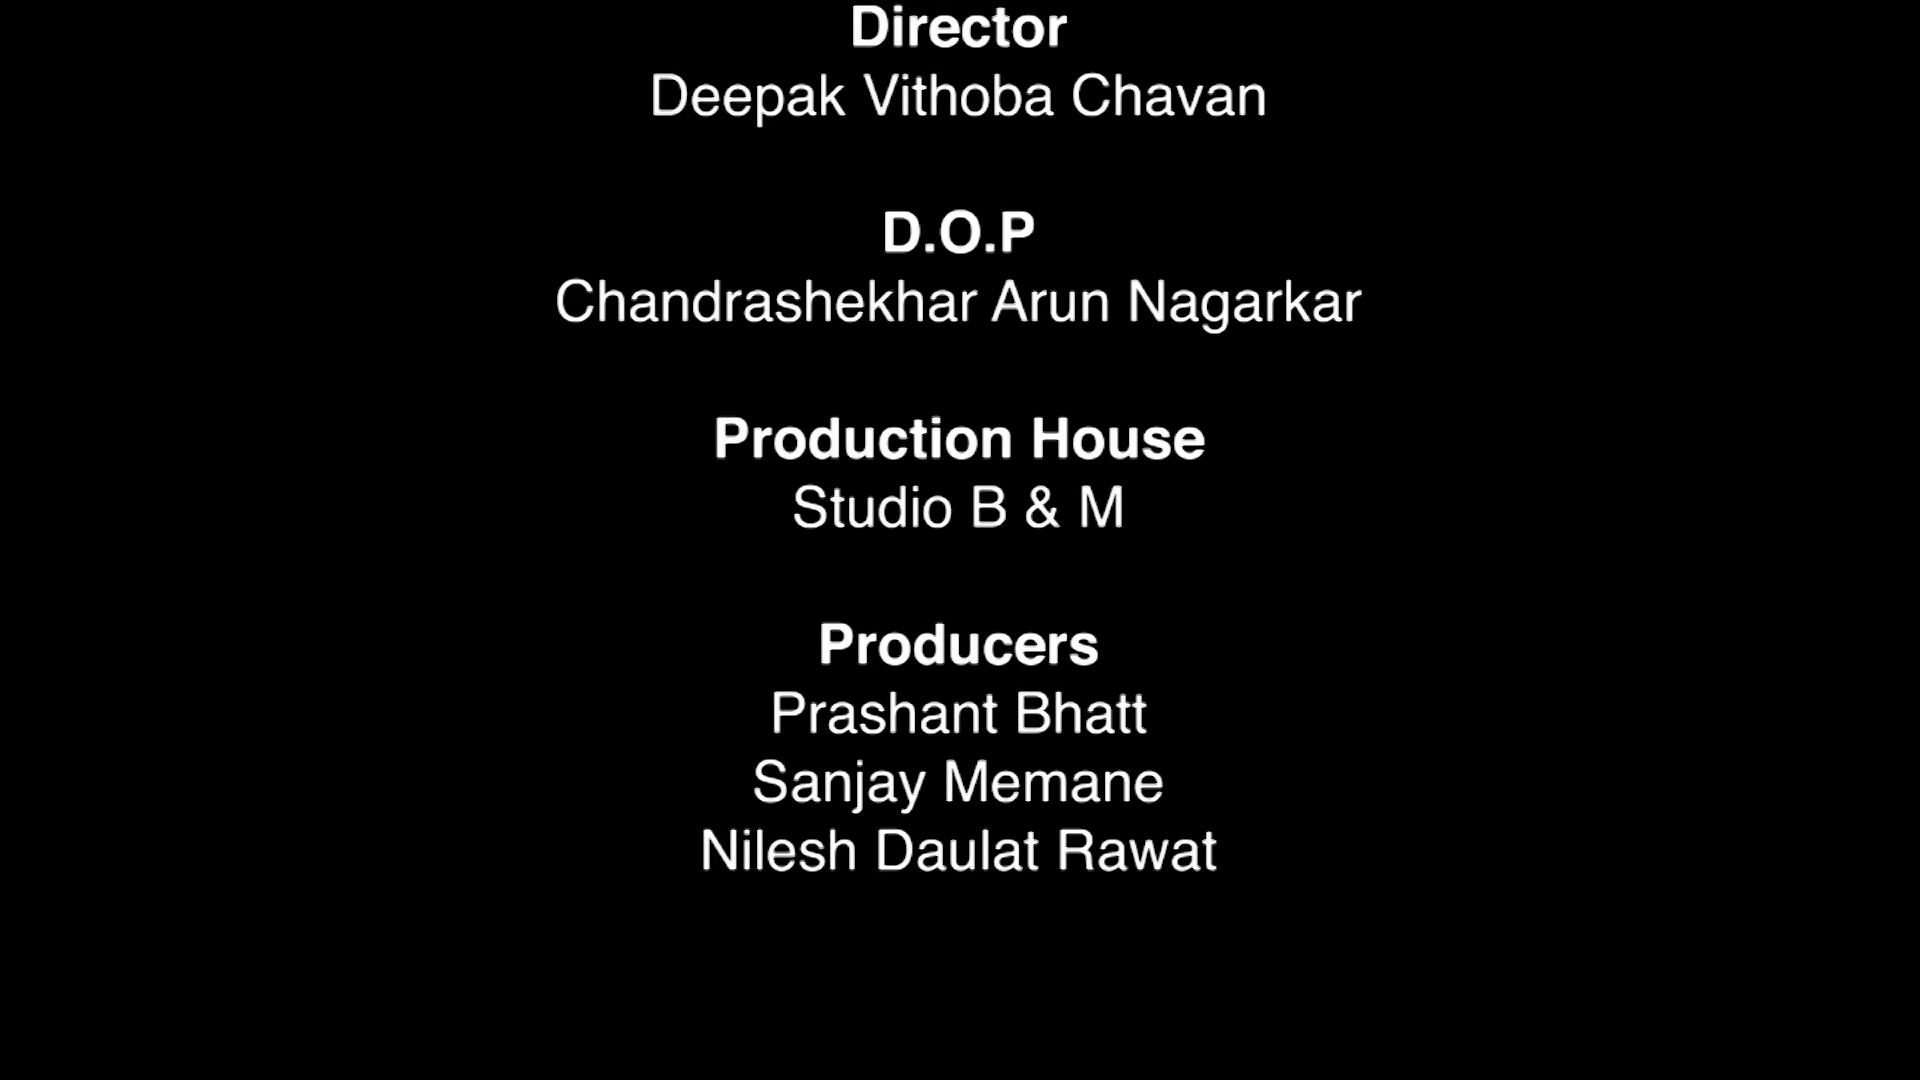 Director
Deepak Vithoba Chavan
D.O.P
Chandrashekhar Arun Nagarkar
Production House
Studio B & M
Producers
Prashant Bhatt
Sanjay Memane
Nilesh Daulat Rawat